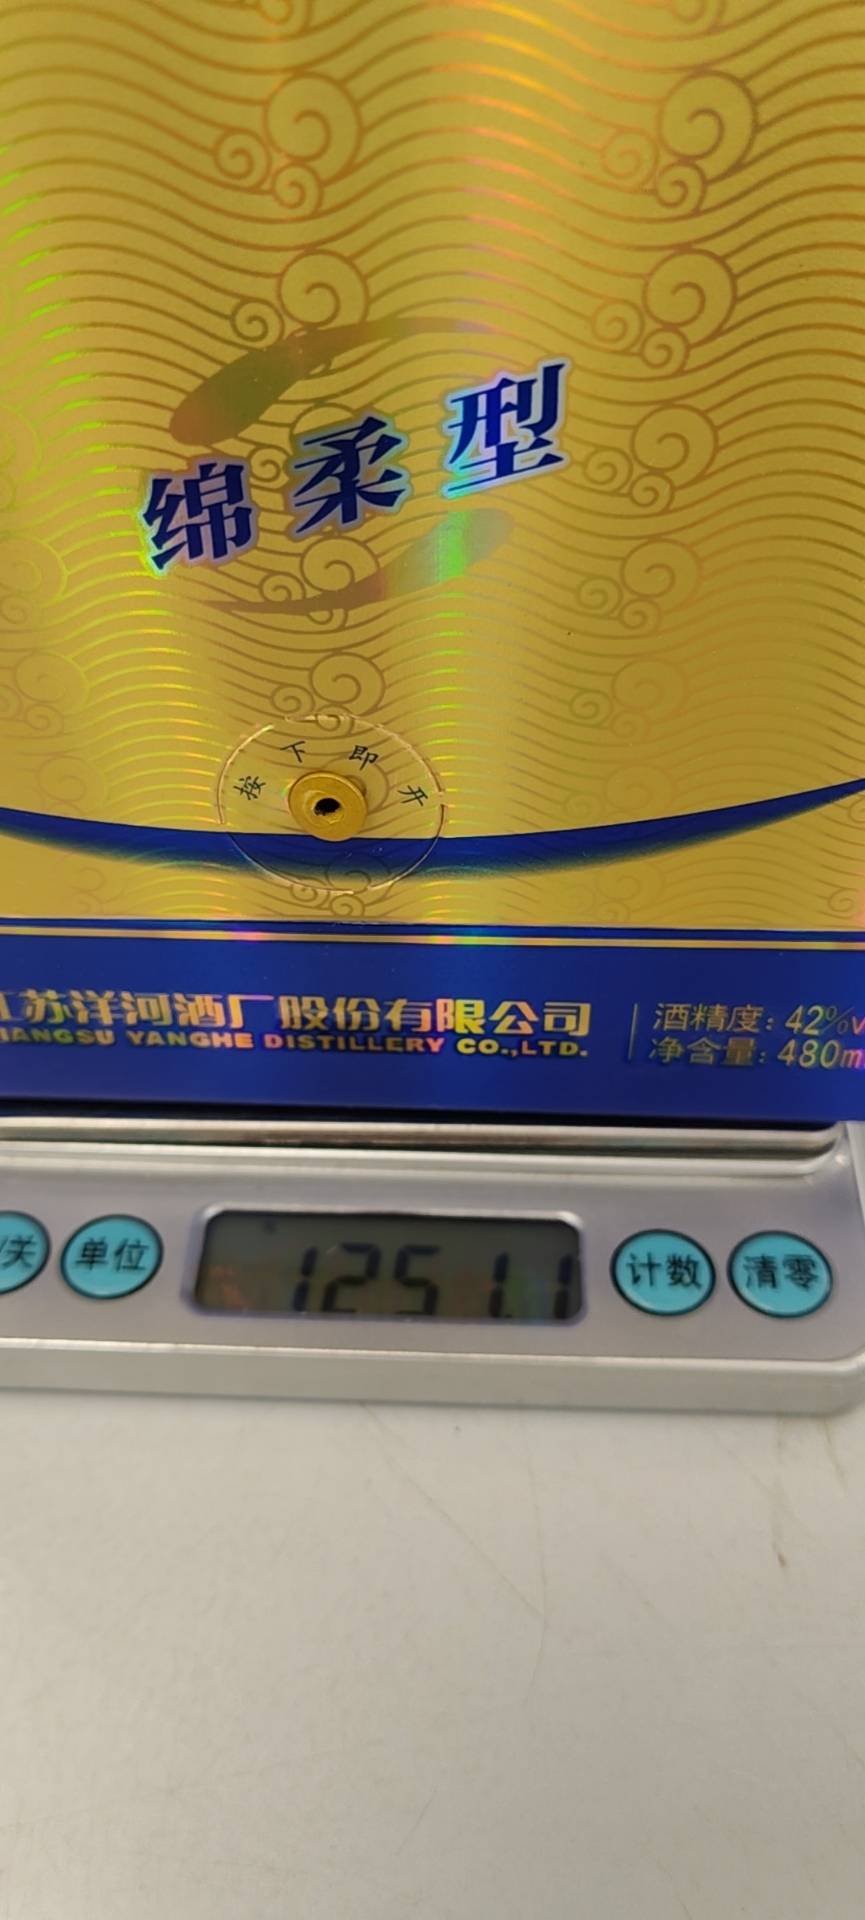 绵柔型
按下即开
江苏洋河酒厂股份有限公司
JIANGSU YANGHE DISTILLERY CO.,LTD.
酒精度: 42%v
净含量: 480m
/关
单位
1251.1
计数
清零